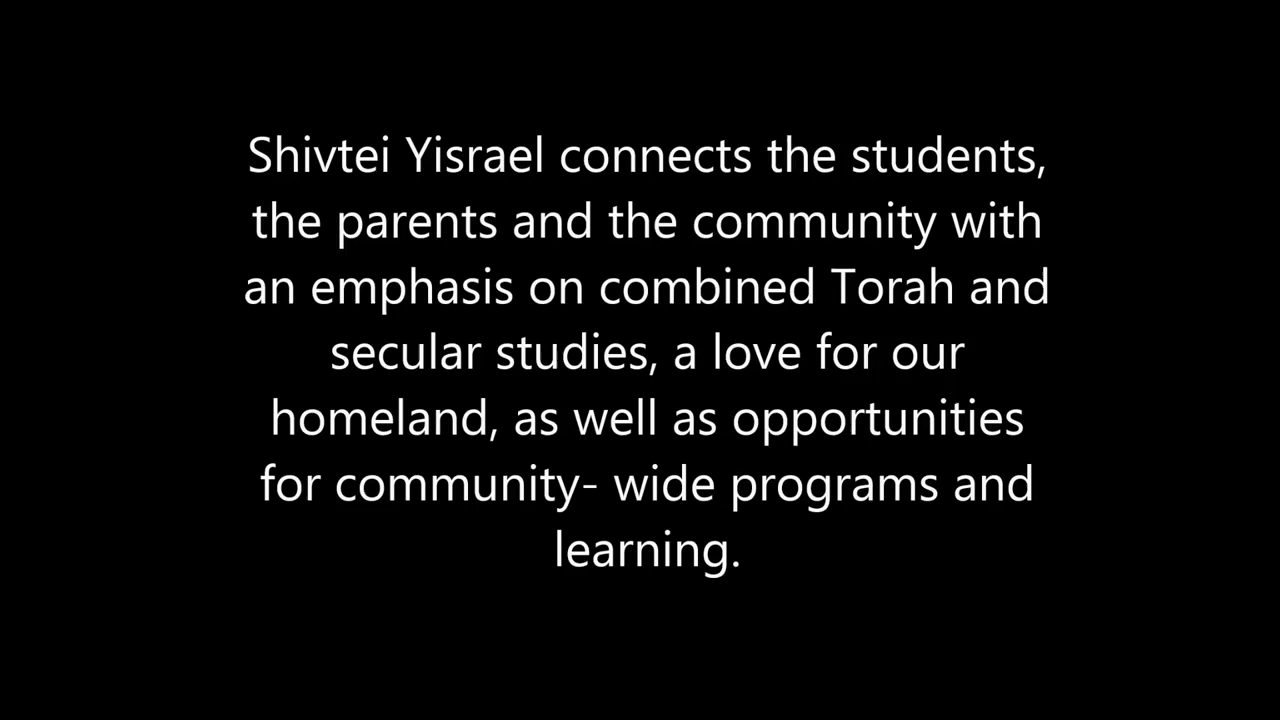 Shivtei Yisrael connects the students,
the parents and the community with
an emphasis on combined Torah and
secular studies, a love for our
homeland, as well as opportunities
for community- wide programs and
learning.